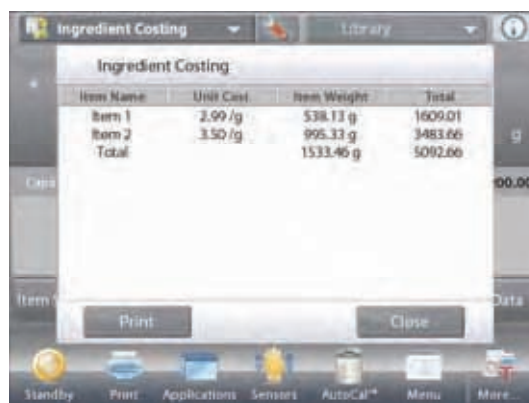 Ingredient Costing Library
Ingredient Costing
Item Name Unit Cost Item Weight Total
Item 1 2.99 /g 538.13 g 1609.01
Item 2 3.50 /g 995.33 g 3483.66
Total 1533.46 g 5092.66
g
Capa 00.00
Item Data
Print Close
Standby Print Applications Sensors AutoCal™ Menu More...